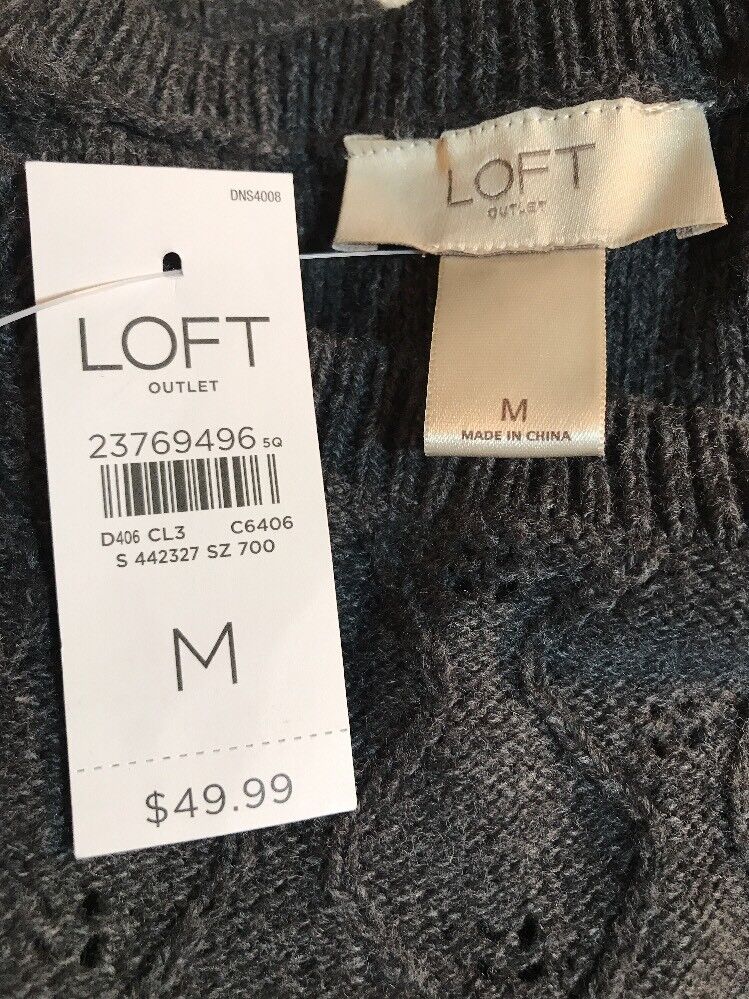 DNS4008
LOFT
OUTLET
23769496 5Q
D406 CL3 C6406
S 442327 SZ 700
M
$49.99
LOFT
OUTLET
M
MADE IN CHINA